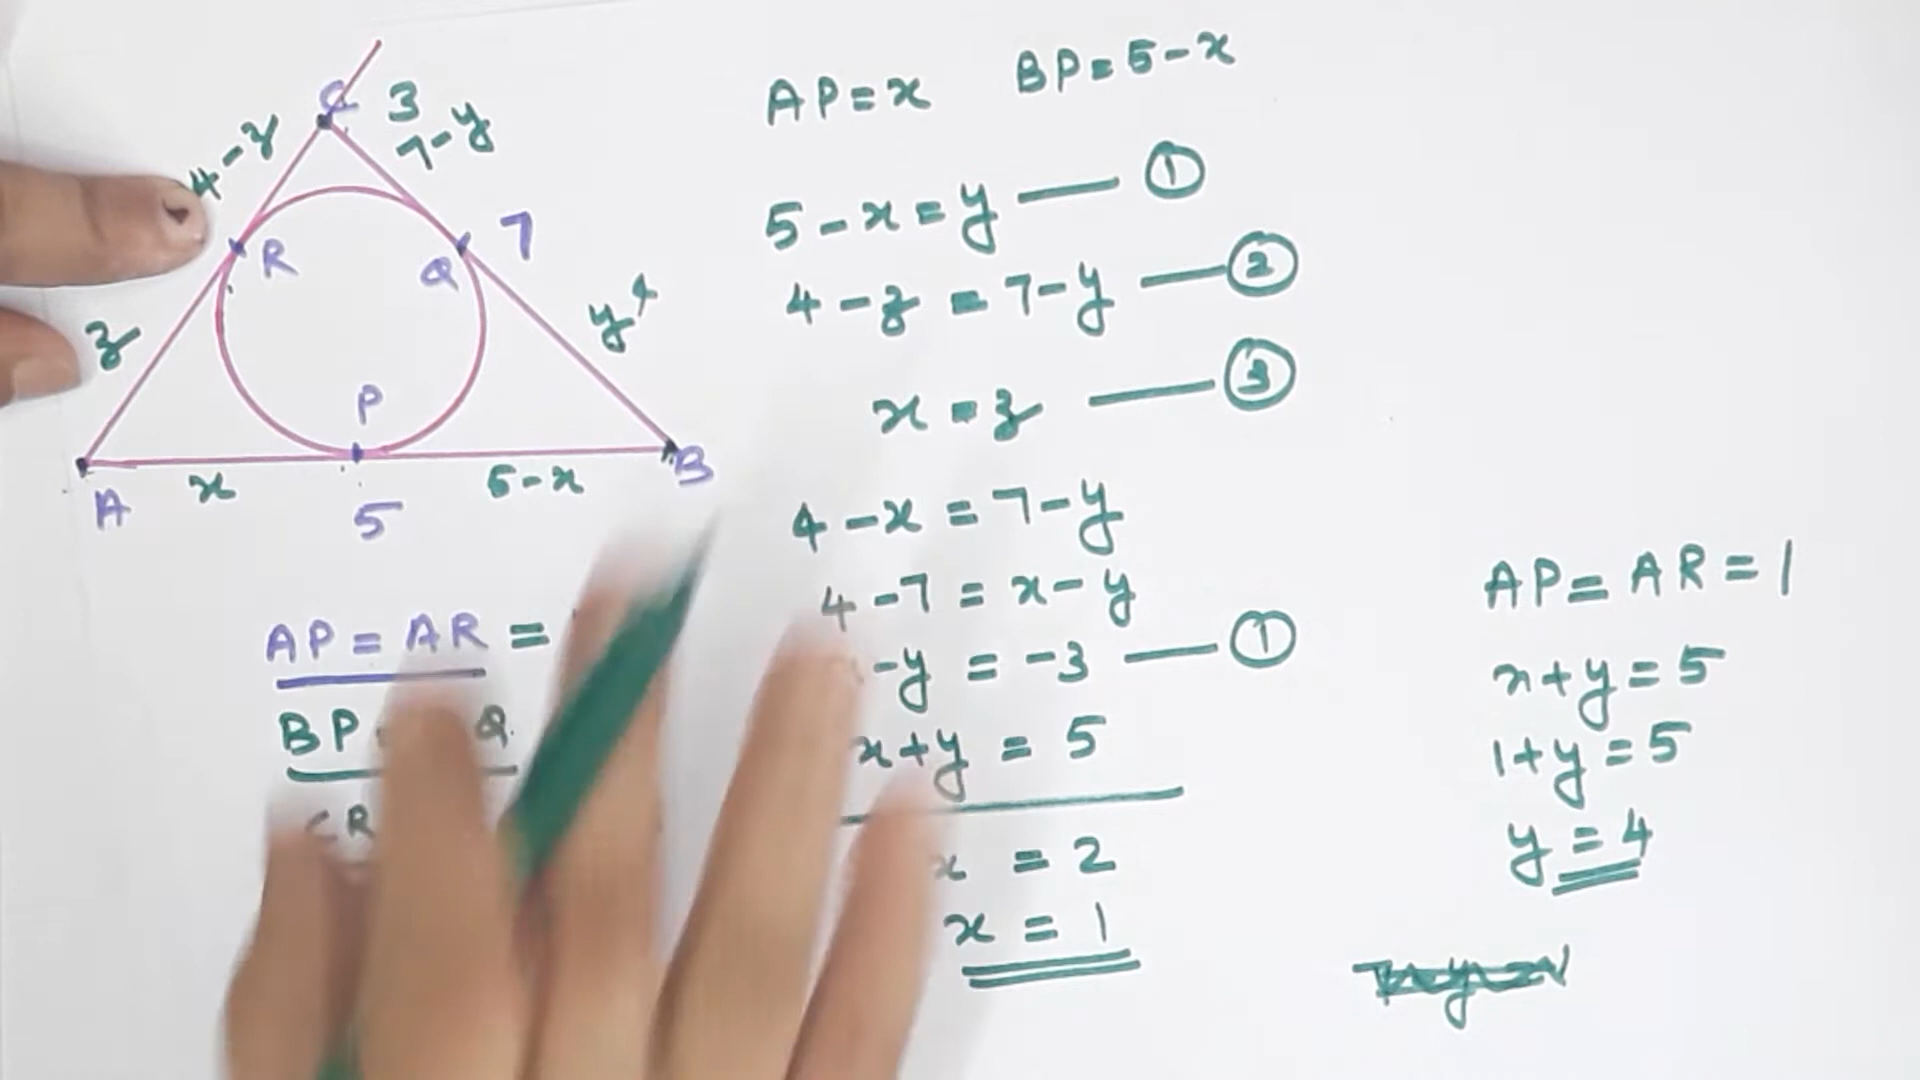 C 3
4-z 7-y
R Q 7
z y 4
P
A x 5-x B
5
AP = AR =
BP Q
CR
AP = x BP = 5-x
5-x = y — ①
4-z = 7-y — ②
x = z — ③
4-x = 7-y
4-7 = x-y
-y = -3 — ①
x+y = 5
x = 2
x = 1
AP = AR = 1
x+y = 5
1+y = 5
y = 4